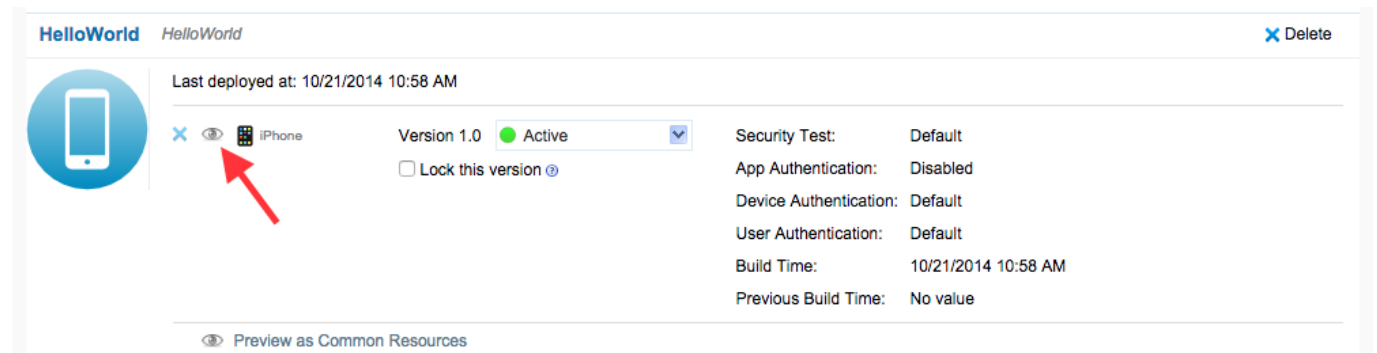 HelloWorld HelloWorld Delete
Last deployed at: 10/21/2014 10:58 AM
iPhone Version 1.0 Active Security Test: Default
Lock this version App Authentication: Disabled
Device Authentication: Default
User Authentication: Default
Build Time: 10/21/2014 10:58 AM
Previous Build Time: No value
Preview as Common Resources